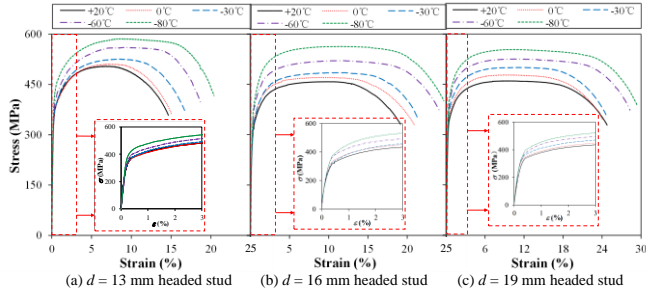 +20℃ 0℃ -30℃
-60℃ -80℃
+20℃ 0℃ -30℃
-60℃ -80℃
+20℃ 0℃ -30℃
-60℃ -80℃
600
450
300
150
0
Stress (MPa)
600
400
200
0
σ (MPa)
0 1 2 3
ε (%)
600
400
200
0
σ (MPa)
0 1 2 3
ε (%)
600
400
200
0
σ (MPa)
0 1 2 3
ε (%)
0 5 10 15 20 25 5 10 15 20 25 6 12 18 24 30
Strain (%) Strain (%) Strain (%)
(a) d = 13 mm headed stud (b) d = 16 mm headed stud (c) d = 19 mm headed stud